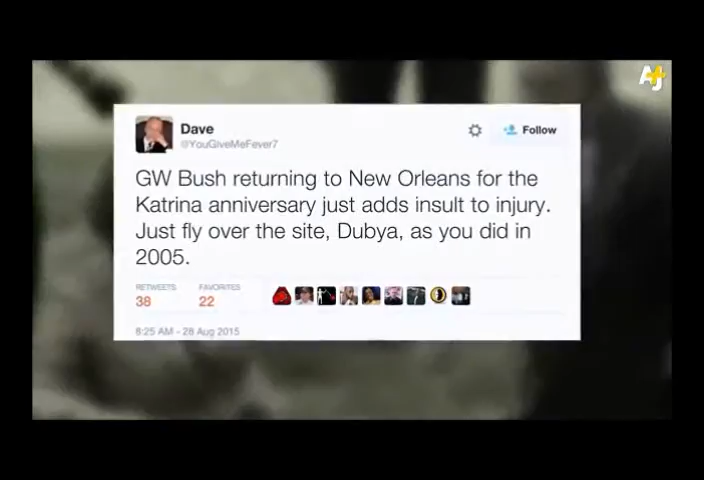 AJ+
Dave
@YouGiveMeFever7
Follow
GW Bush returning to New Orleans for the
Katrina anniversary just adds insult to injury.
Just fly over the site, Dubya, as you did in
2005.
RETWEETS FAVORITES
38 22
8:25 AM - 28 Aug 2015